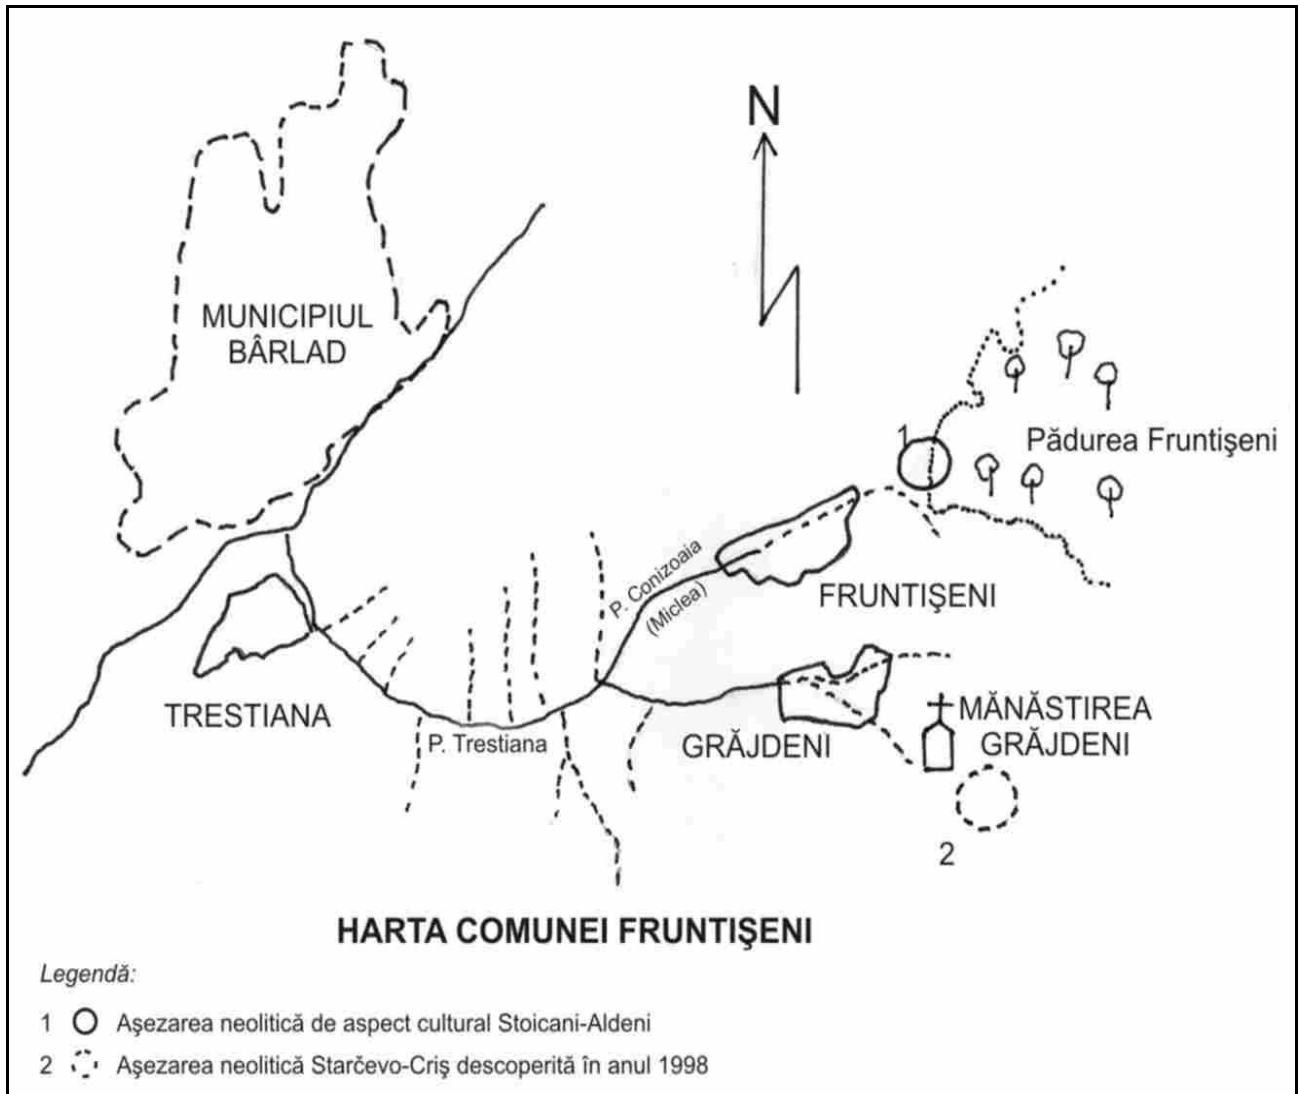 N
MUNICIPIUL
BÂRLAD
1
Pădurea Fruntişeni
P. Conizoaia
(Miclea)
FRUNTIŞENI
TRESTIANA
P. Trestiana
GRĂJDENI
MĂNĂSTIREA
GRĂJDENI
2
HARTA COMUNEI FRUNTIŞENI
Legendă:
1 Aşezarea neolitică de aspect cultural Stoicani-Aldeni
2 Aşezarea neolitică Starčevo-Criş descoperită în anul 1998